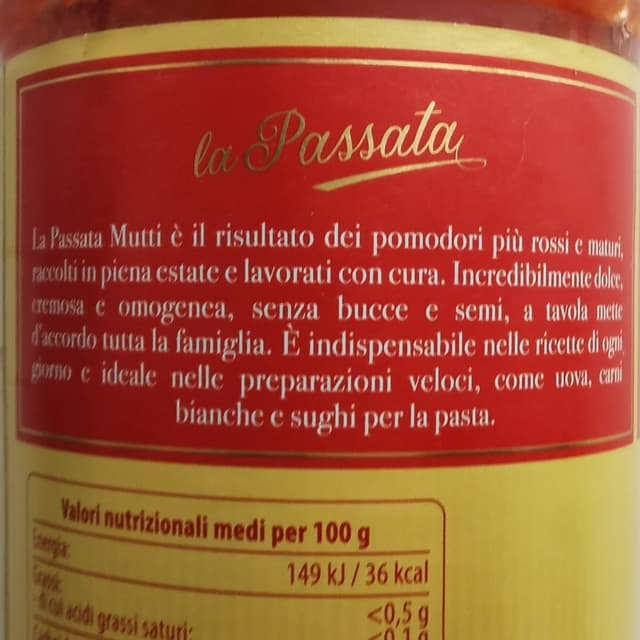 la Passata
La Passata Mutti è il risultato dei pomodori più rossi e maturi,
raccolti in piena estate e lavorati con cura. Incredibilmente dolce,
cremosa e omogenea, senza bucce e semi, a tavola mette
d'accordo tutta la famiglia. È indispensabile nelle ricette di ogni
giorno e ideale nelle preparazioni veloci, come uova, carni
bianche e sughi per la pasta.
Valori nutrizionali medi per 100 g
Energia:
149 kJ / 36 kcal
Grassi:
<0,5 g
- di cui acidi grassi saturi:
<0,1 g